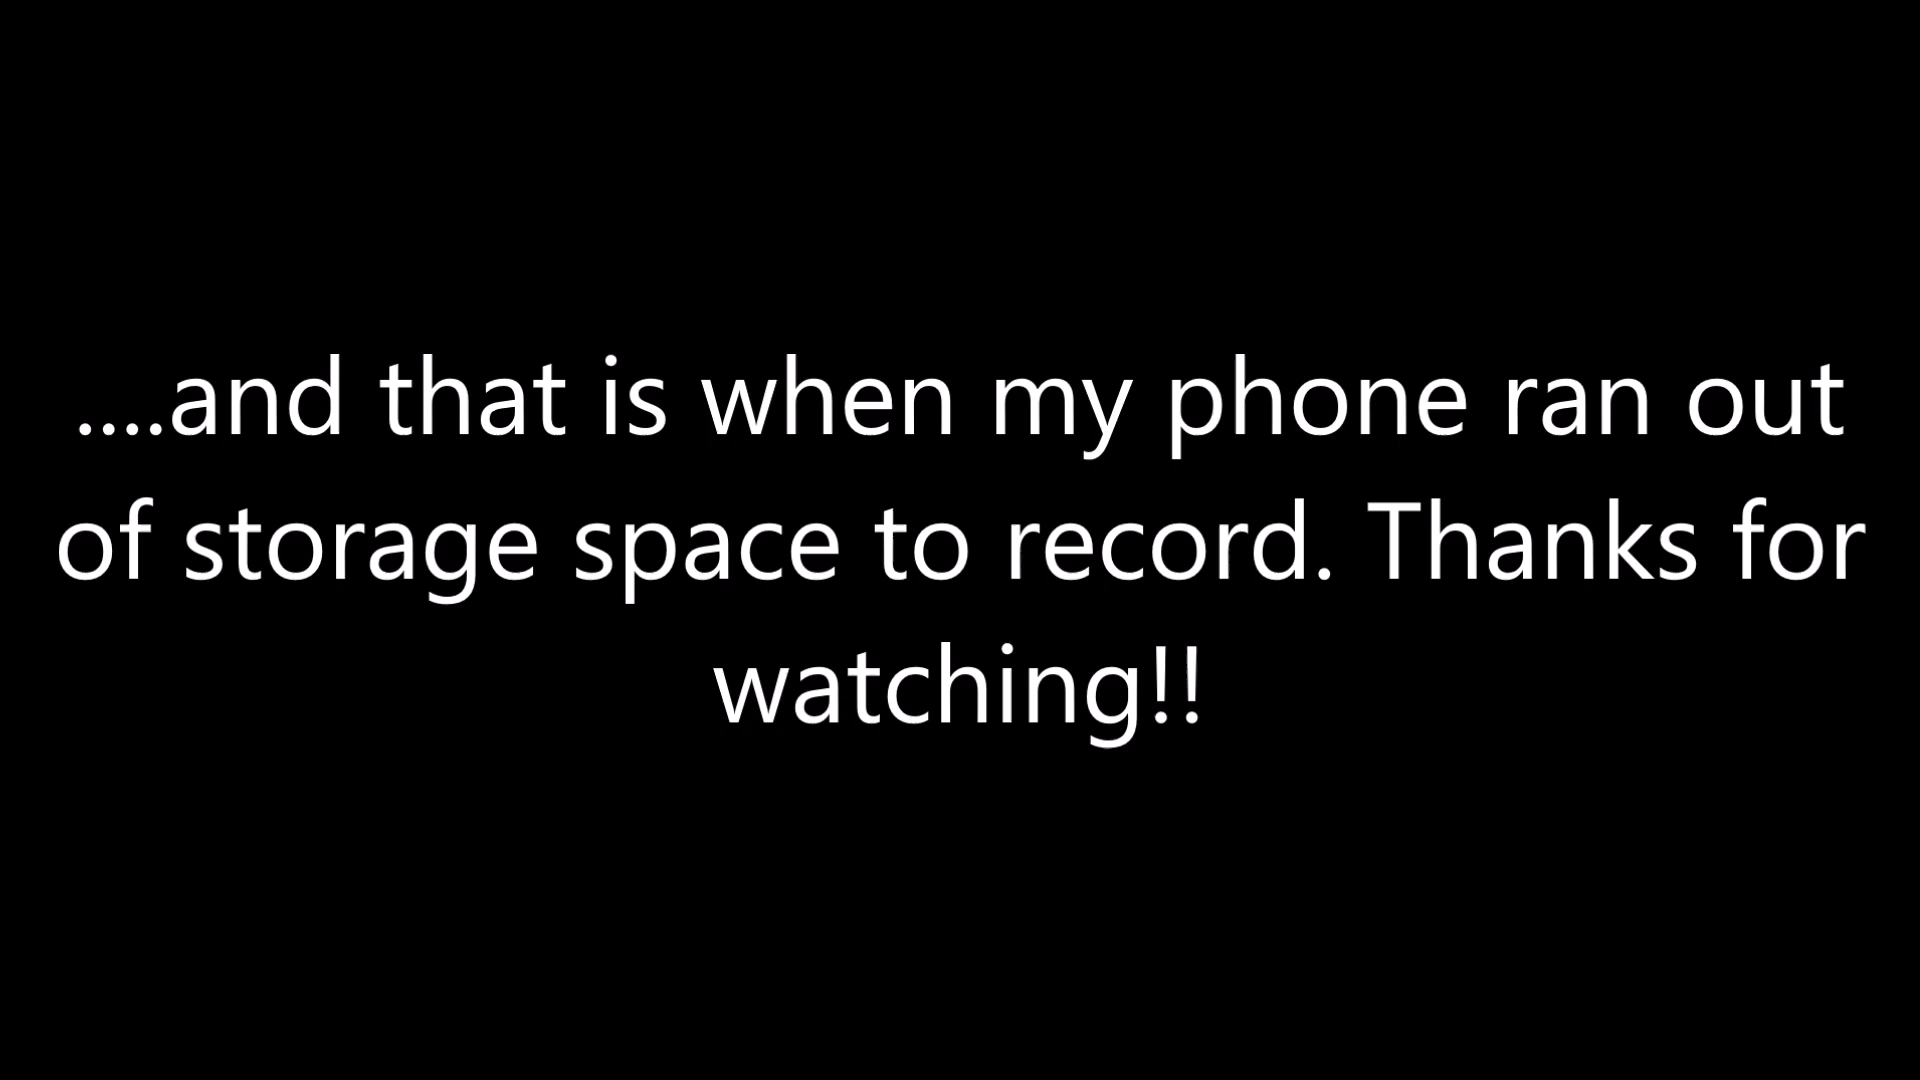 ....and that is when my phone ran out
of storage space to record. Thanks for
watching!!